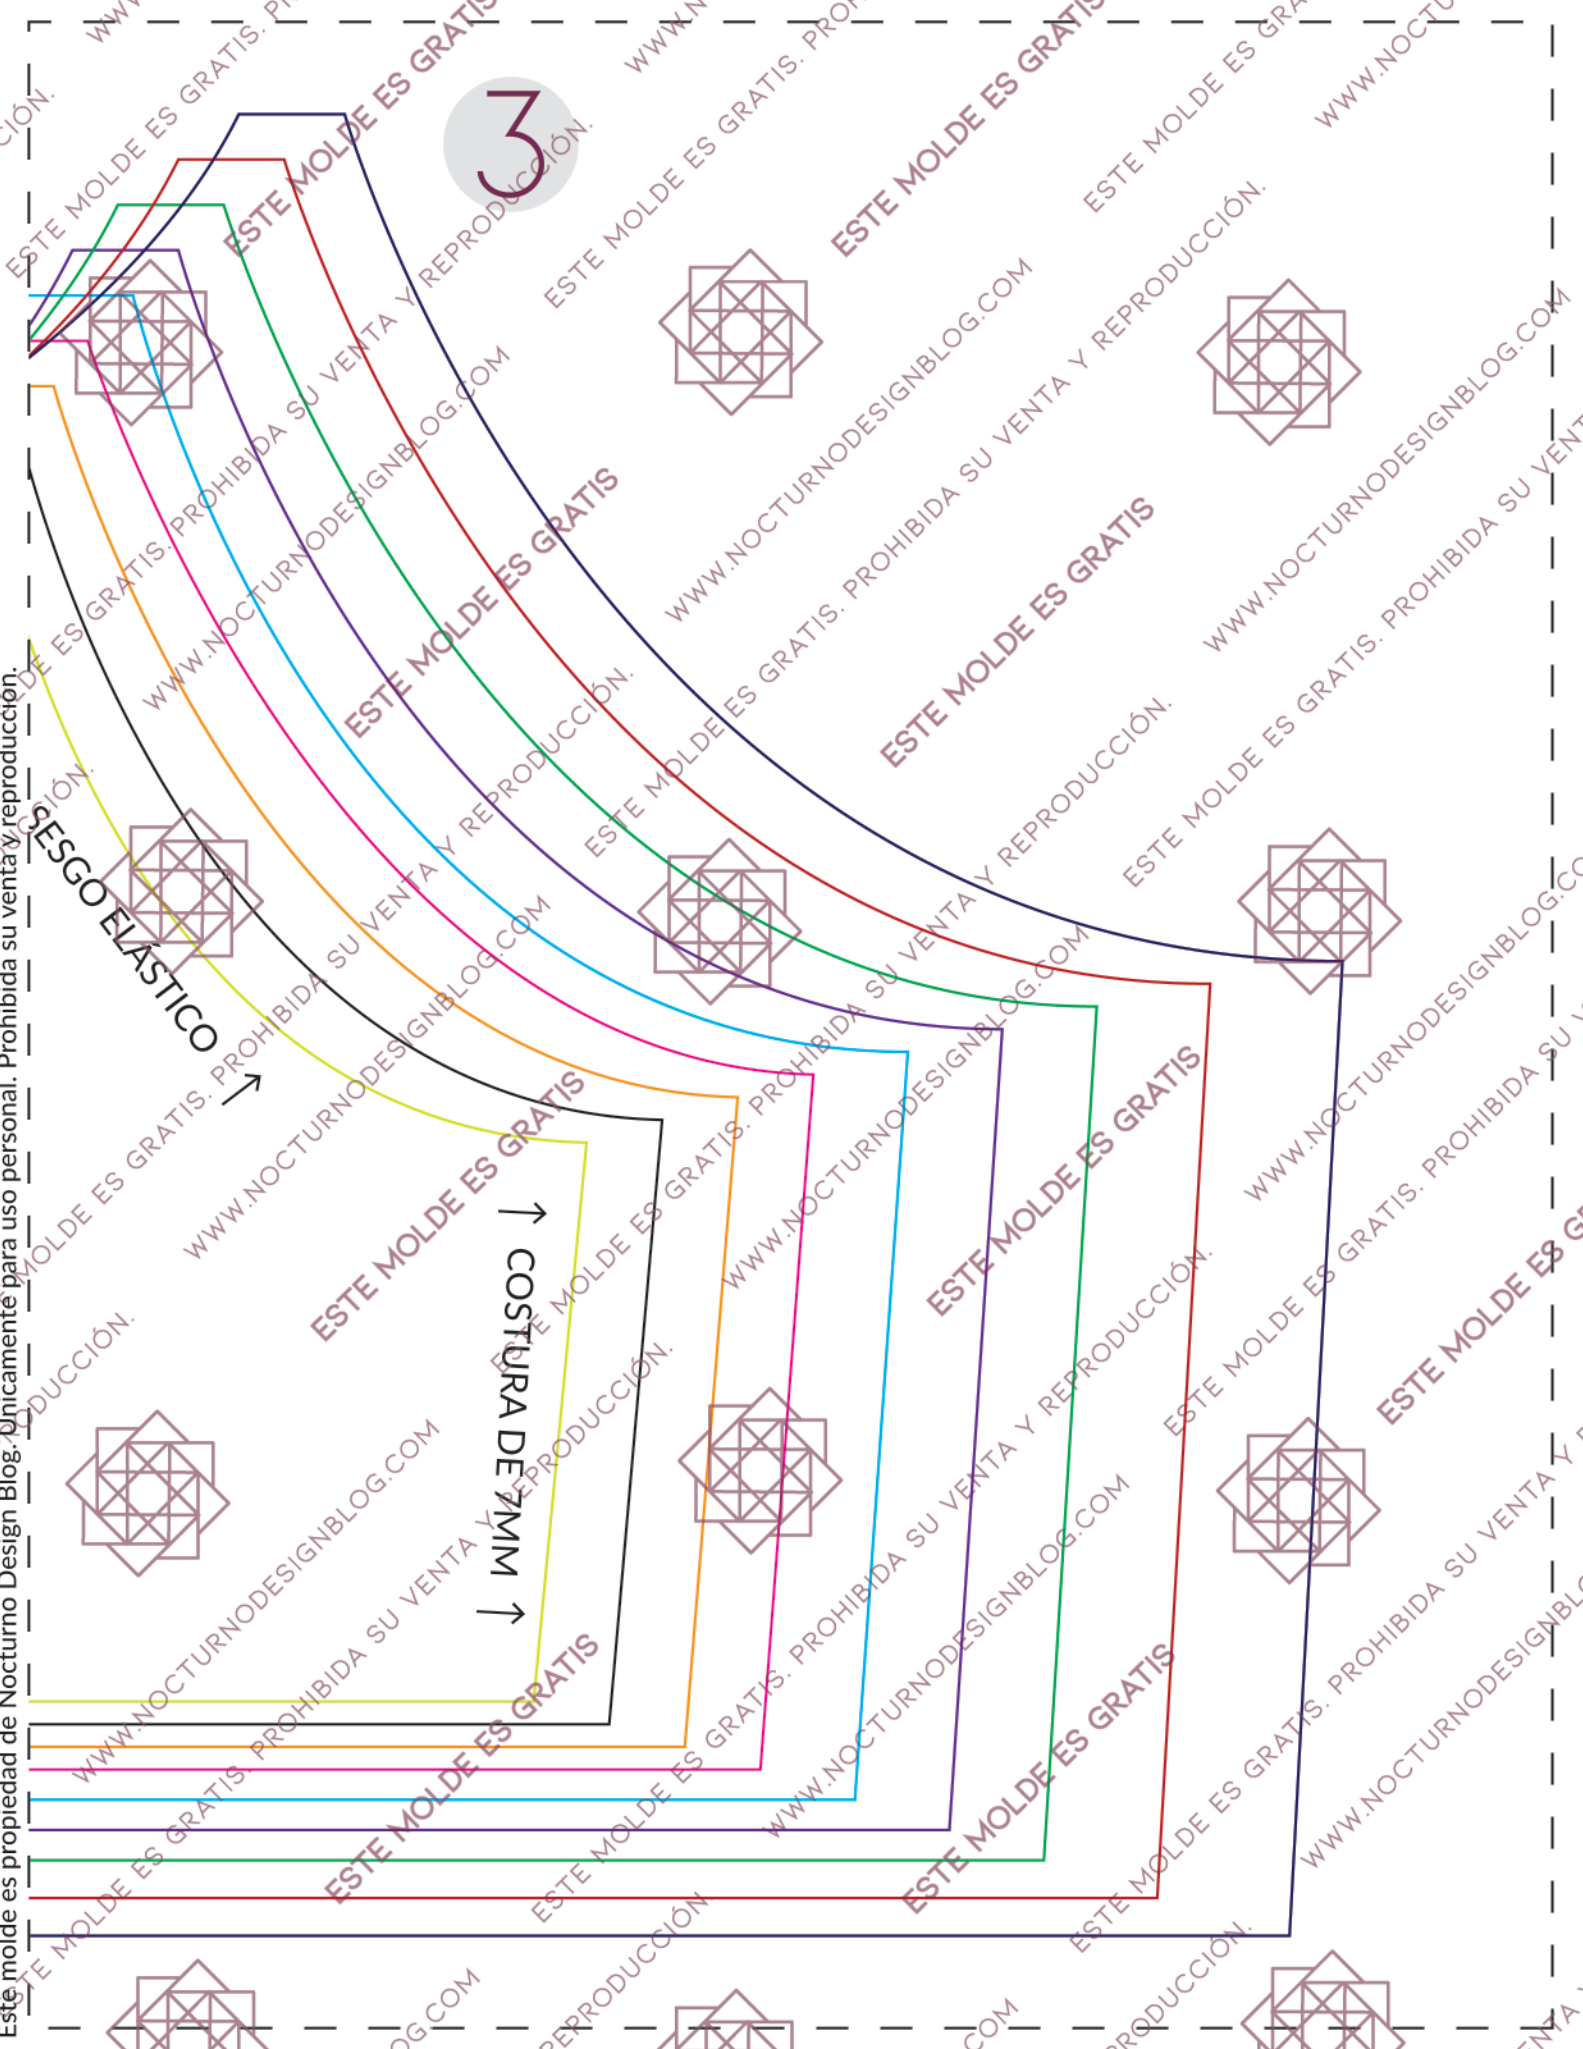 3
SESGO ELÁSTICO
↑ COSTURA DE 7MM ↑
Este molde es propiedad de Nocturno Design Blog. Únicamente para uso personal. Prohibida su venta y reproducción.
ESTE MOLDE ES GRATIS
ESTE MOLDE ES GRATIS. PROHIBIDA SU VENTA Y REPRODUCCIÓN.
WWW.NOCTURNODESIGNBLOG.COM